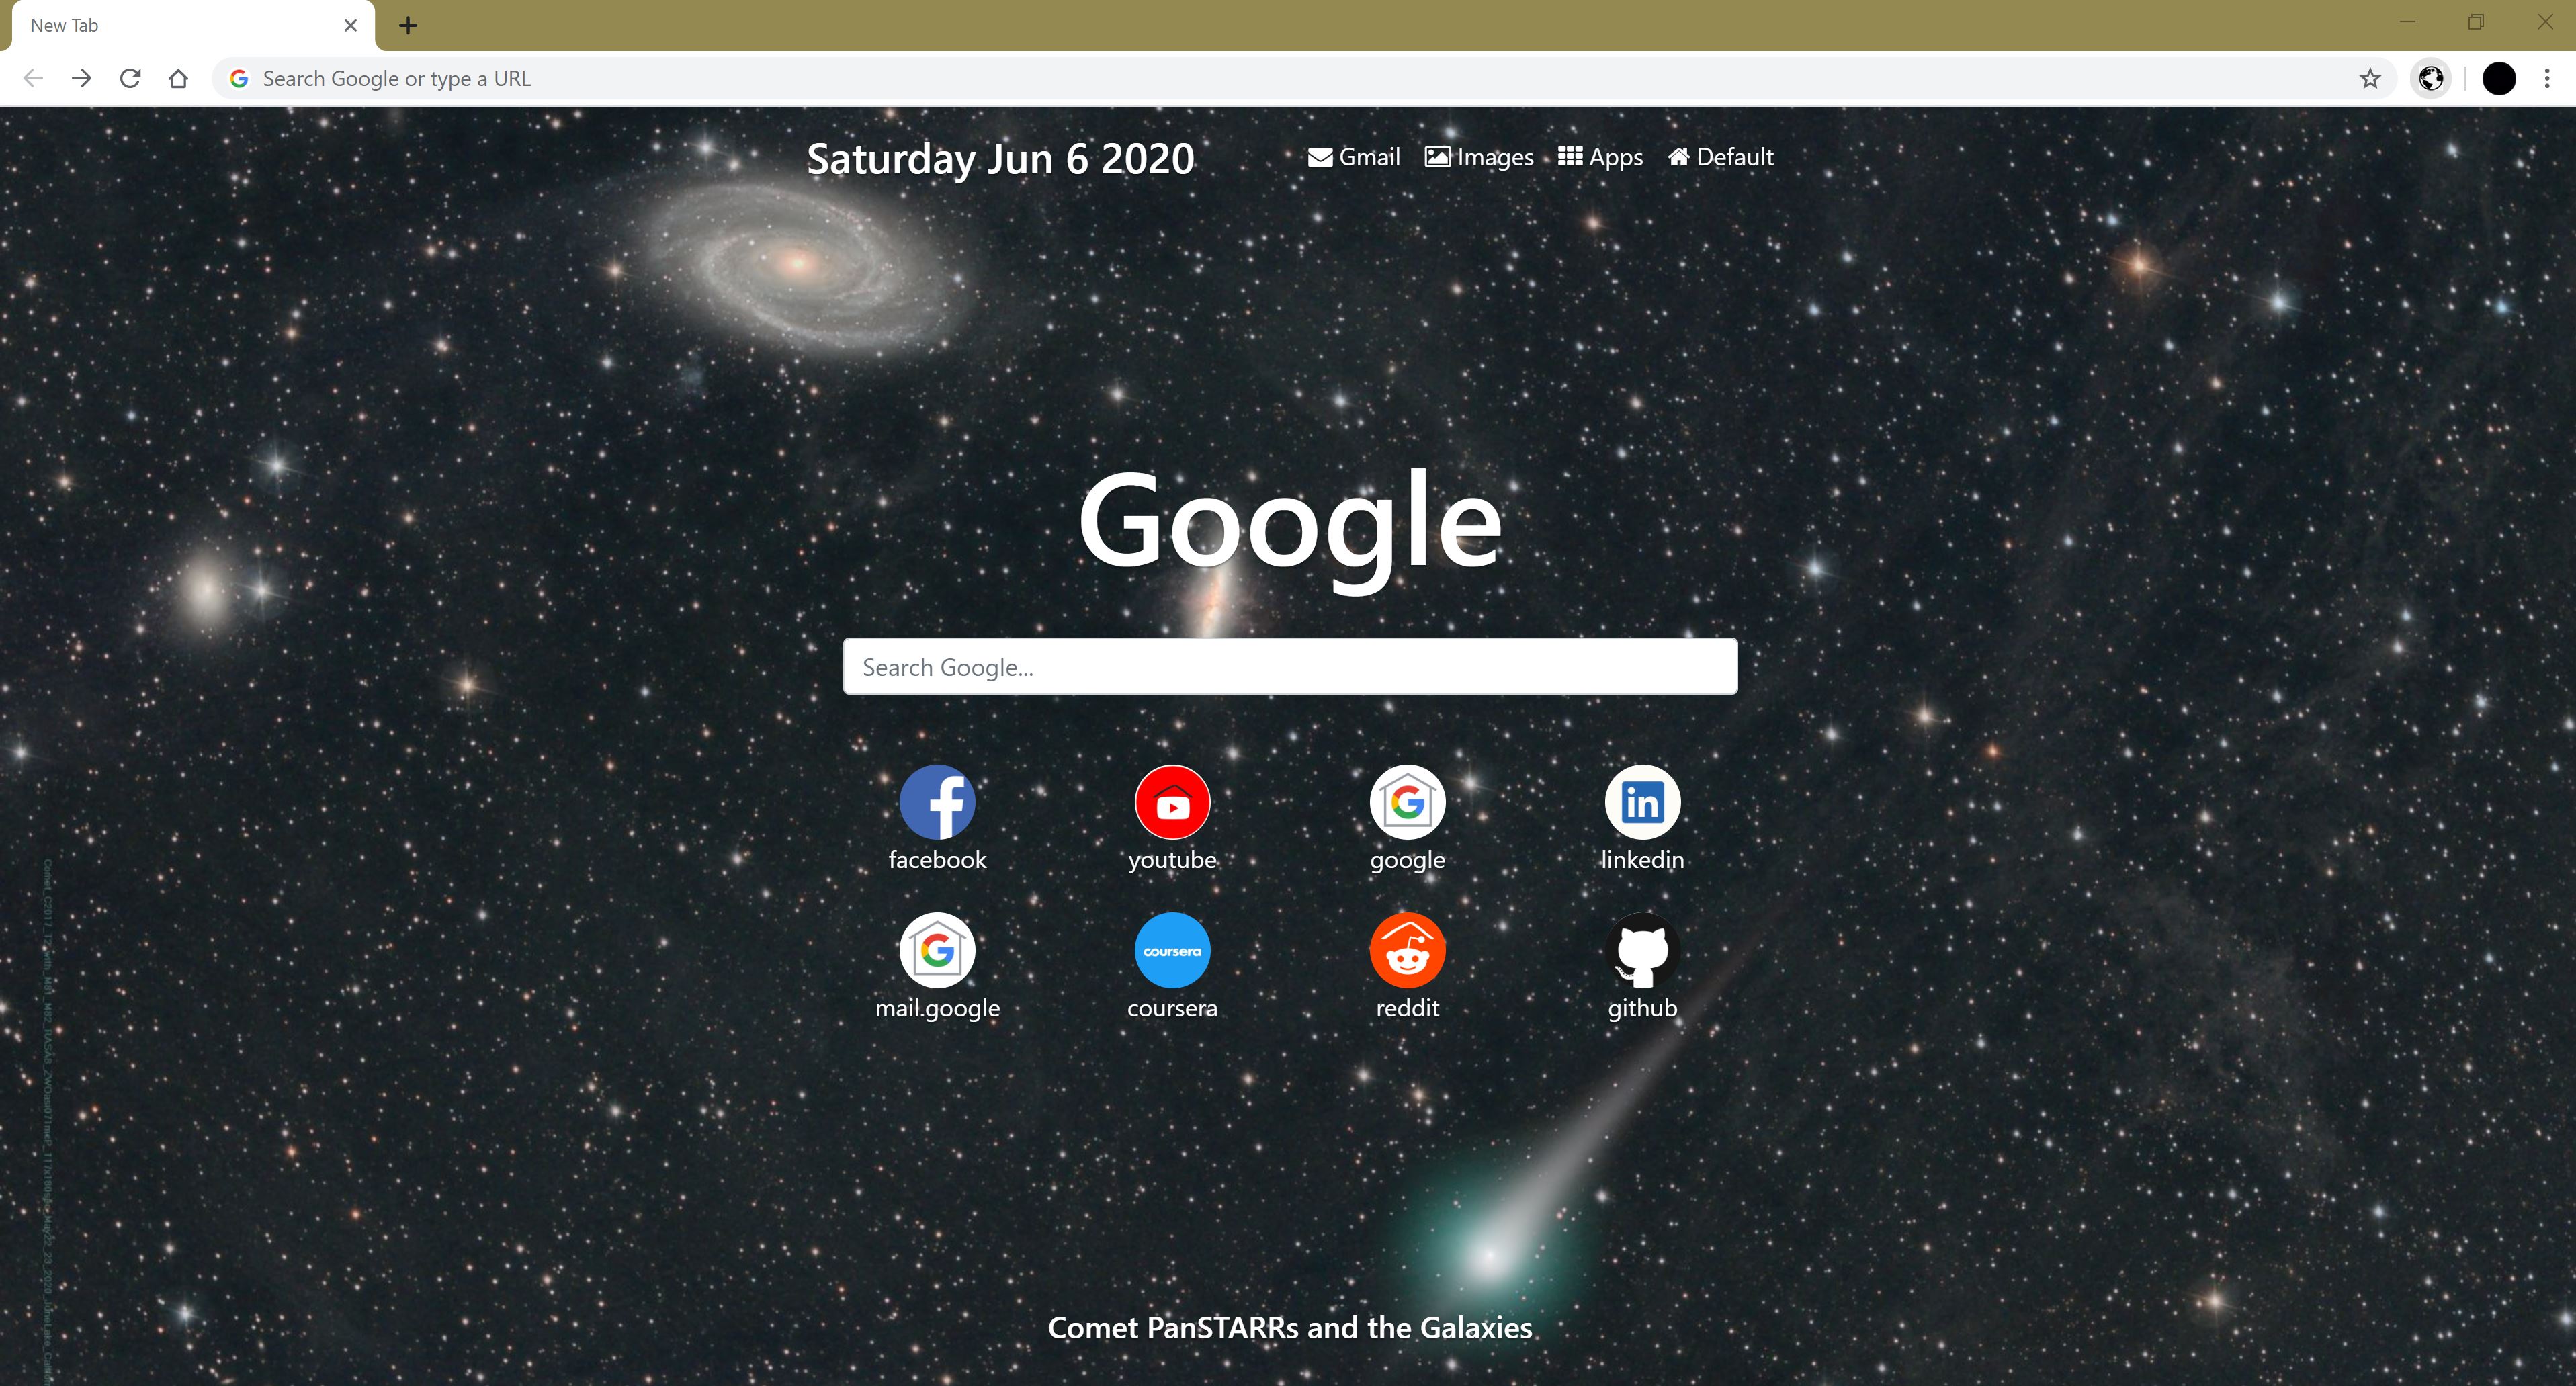 New Tab
Search Google or type a URL
Saturday Jun 6 2020
Gmail Images Apps Default
Google
Search Google...
facebook youtube google linkedin
coursera
mail.google coursera reddit github
Comet PanSTARRs and the Galaxies